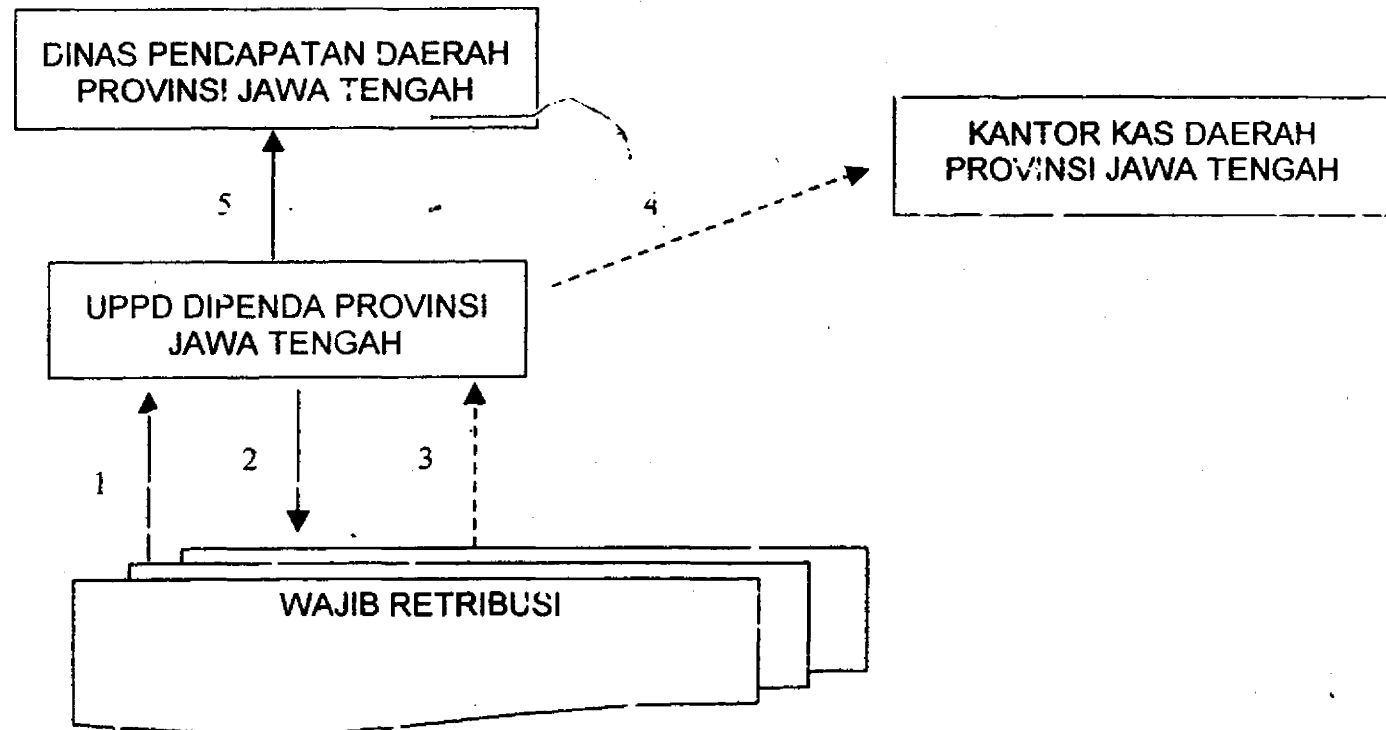 DINAS PENDAPATAN DAERAH
PROVINSI JAWA TENGAH
KANTOR KAS DAERAH
PROVINSI JAWA TENGAH
5
4
UPPD DIPENDA PROVINSI
JAWA TENGAH
1
2
3
WAJIB RETRIBUSI